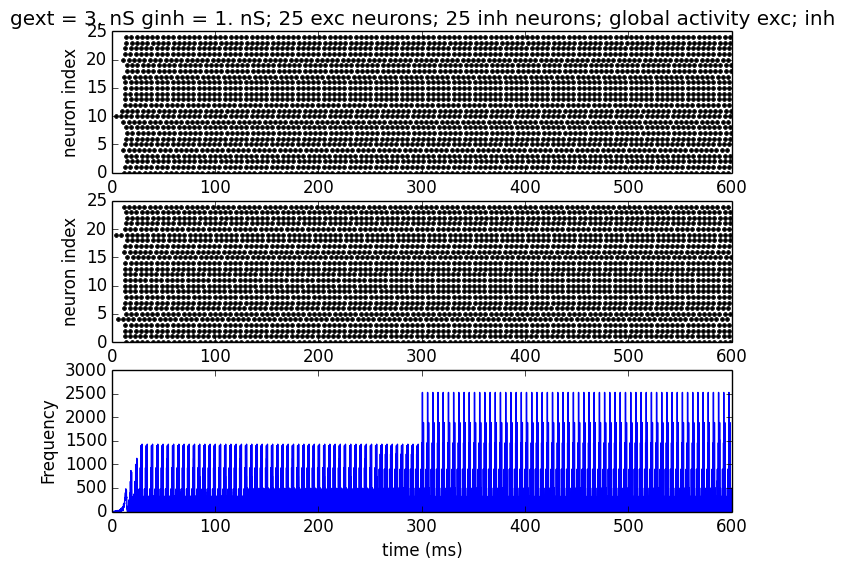 gext = 3. nS ginh = 1. nS; 25 exc neurons; 25 inh neurons; global activity exc; inh
25
20
15
10
5
0
neuron index
0 100 200 300 400 500 600
25
20
15
10
5
0
neuron index
0 100 200 300 400 500 600
3000
2500
2000
1500
1000
500
0
Frequency
0 100 200 300 400 500 600
time (ms)